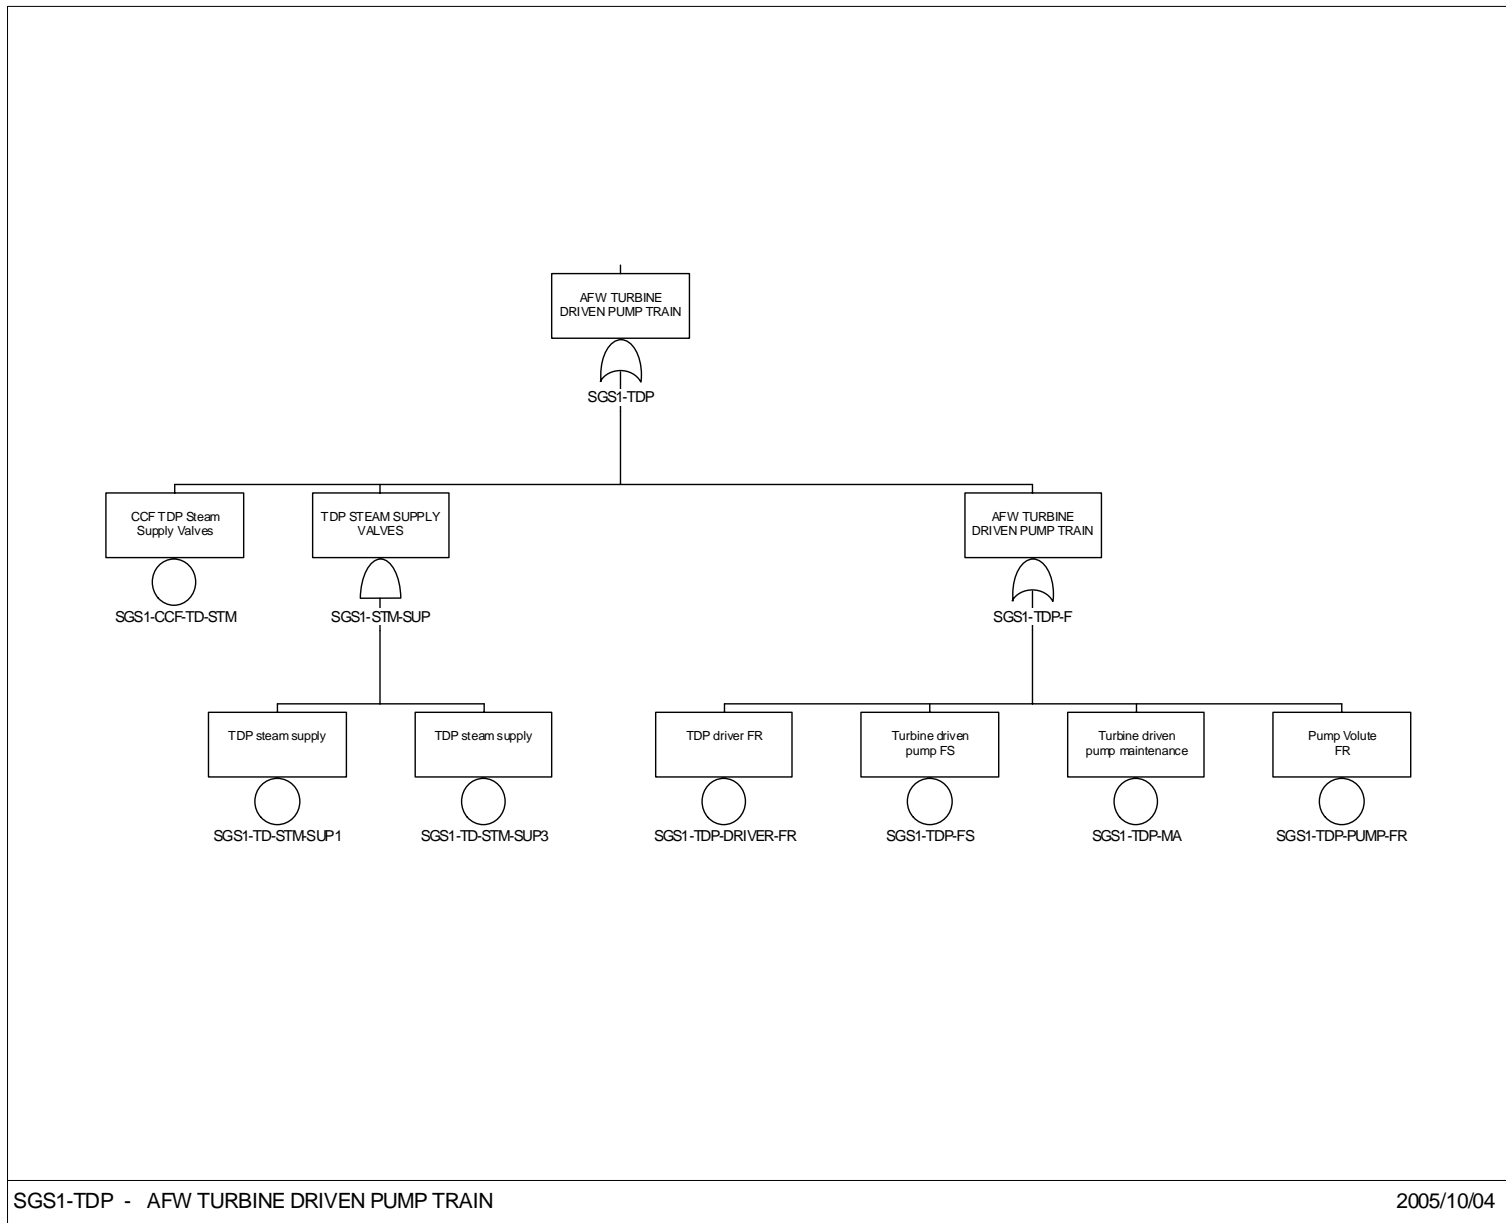 AFW TURBINE
DRIVEN PUMP TRAIN
SGS1-TDP
CCF TDP Steam
Supply Valves
SGS1-CCF-TD-STM
TDP STEAM SUPPLY
VALVES
SGS1-STM-SUP
AFW TURBINE
DRIVEN PUMP TRAIN
SGS1-TDP-F
TDP steam supply
SGS1-TD-STM-SUP1
TDP steam supply
SGS1-TD-STM-SUP3
TDP driver FR
SGS1-TDP-DRIVER-FR
Turbine driven
pump FS
SGS1-TDP-FS
Turbine driven
pump maintenance
SGS1-TDP-MA
Pump Volute
FR
SGS1-TDP-PUMP-FR
SGS1-TDP - AFW TURBINE DRIVEN PUMP TRAIN
2005/10/04